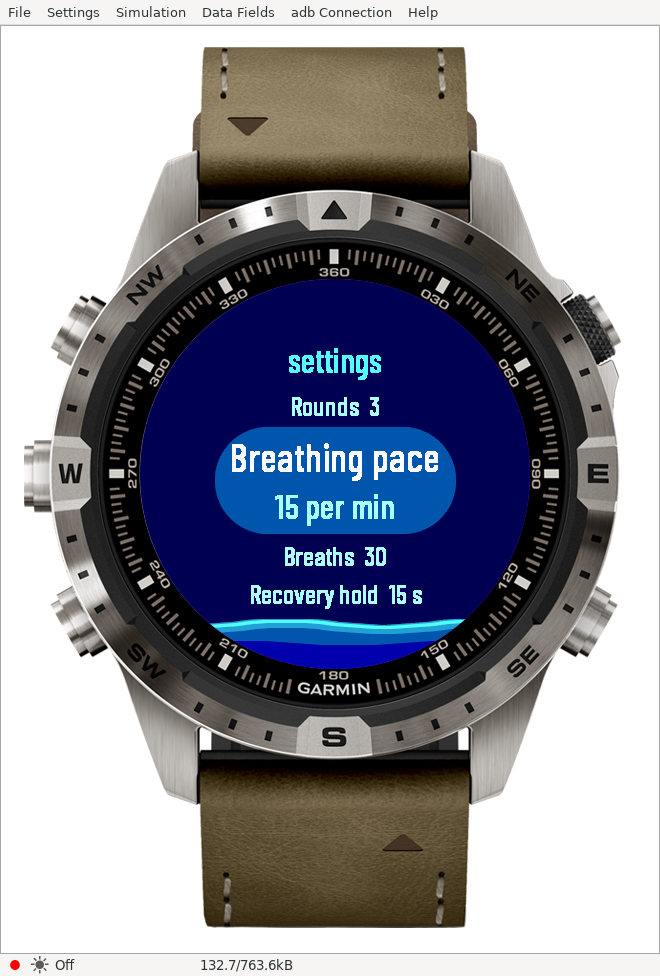 File Settings Simulation Data Fields adb Connection Help
360
330 030
NW NE
300 060
settings
Rounds 3
Breathing pace
15 per min
W 270 090 E
Breaths 30
Recovery hold 15 s
240 120
210 150
SW SE
180
GARMIN
S
Off 132.7/763.6kB